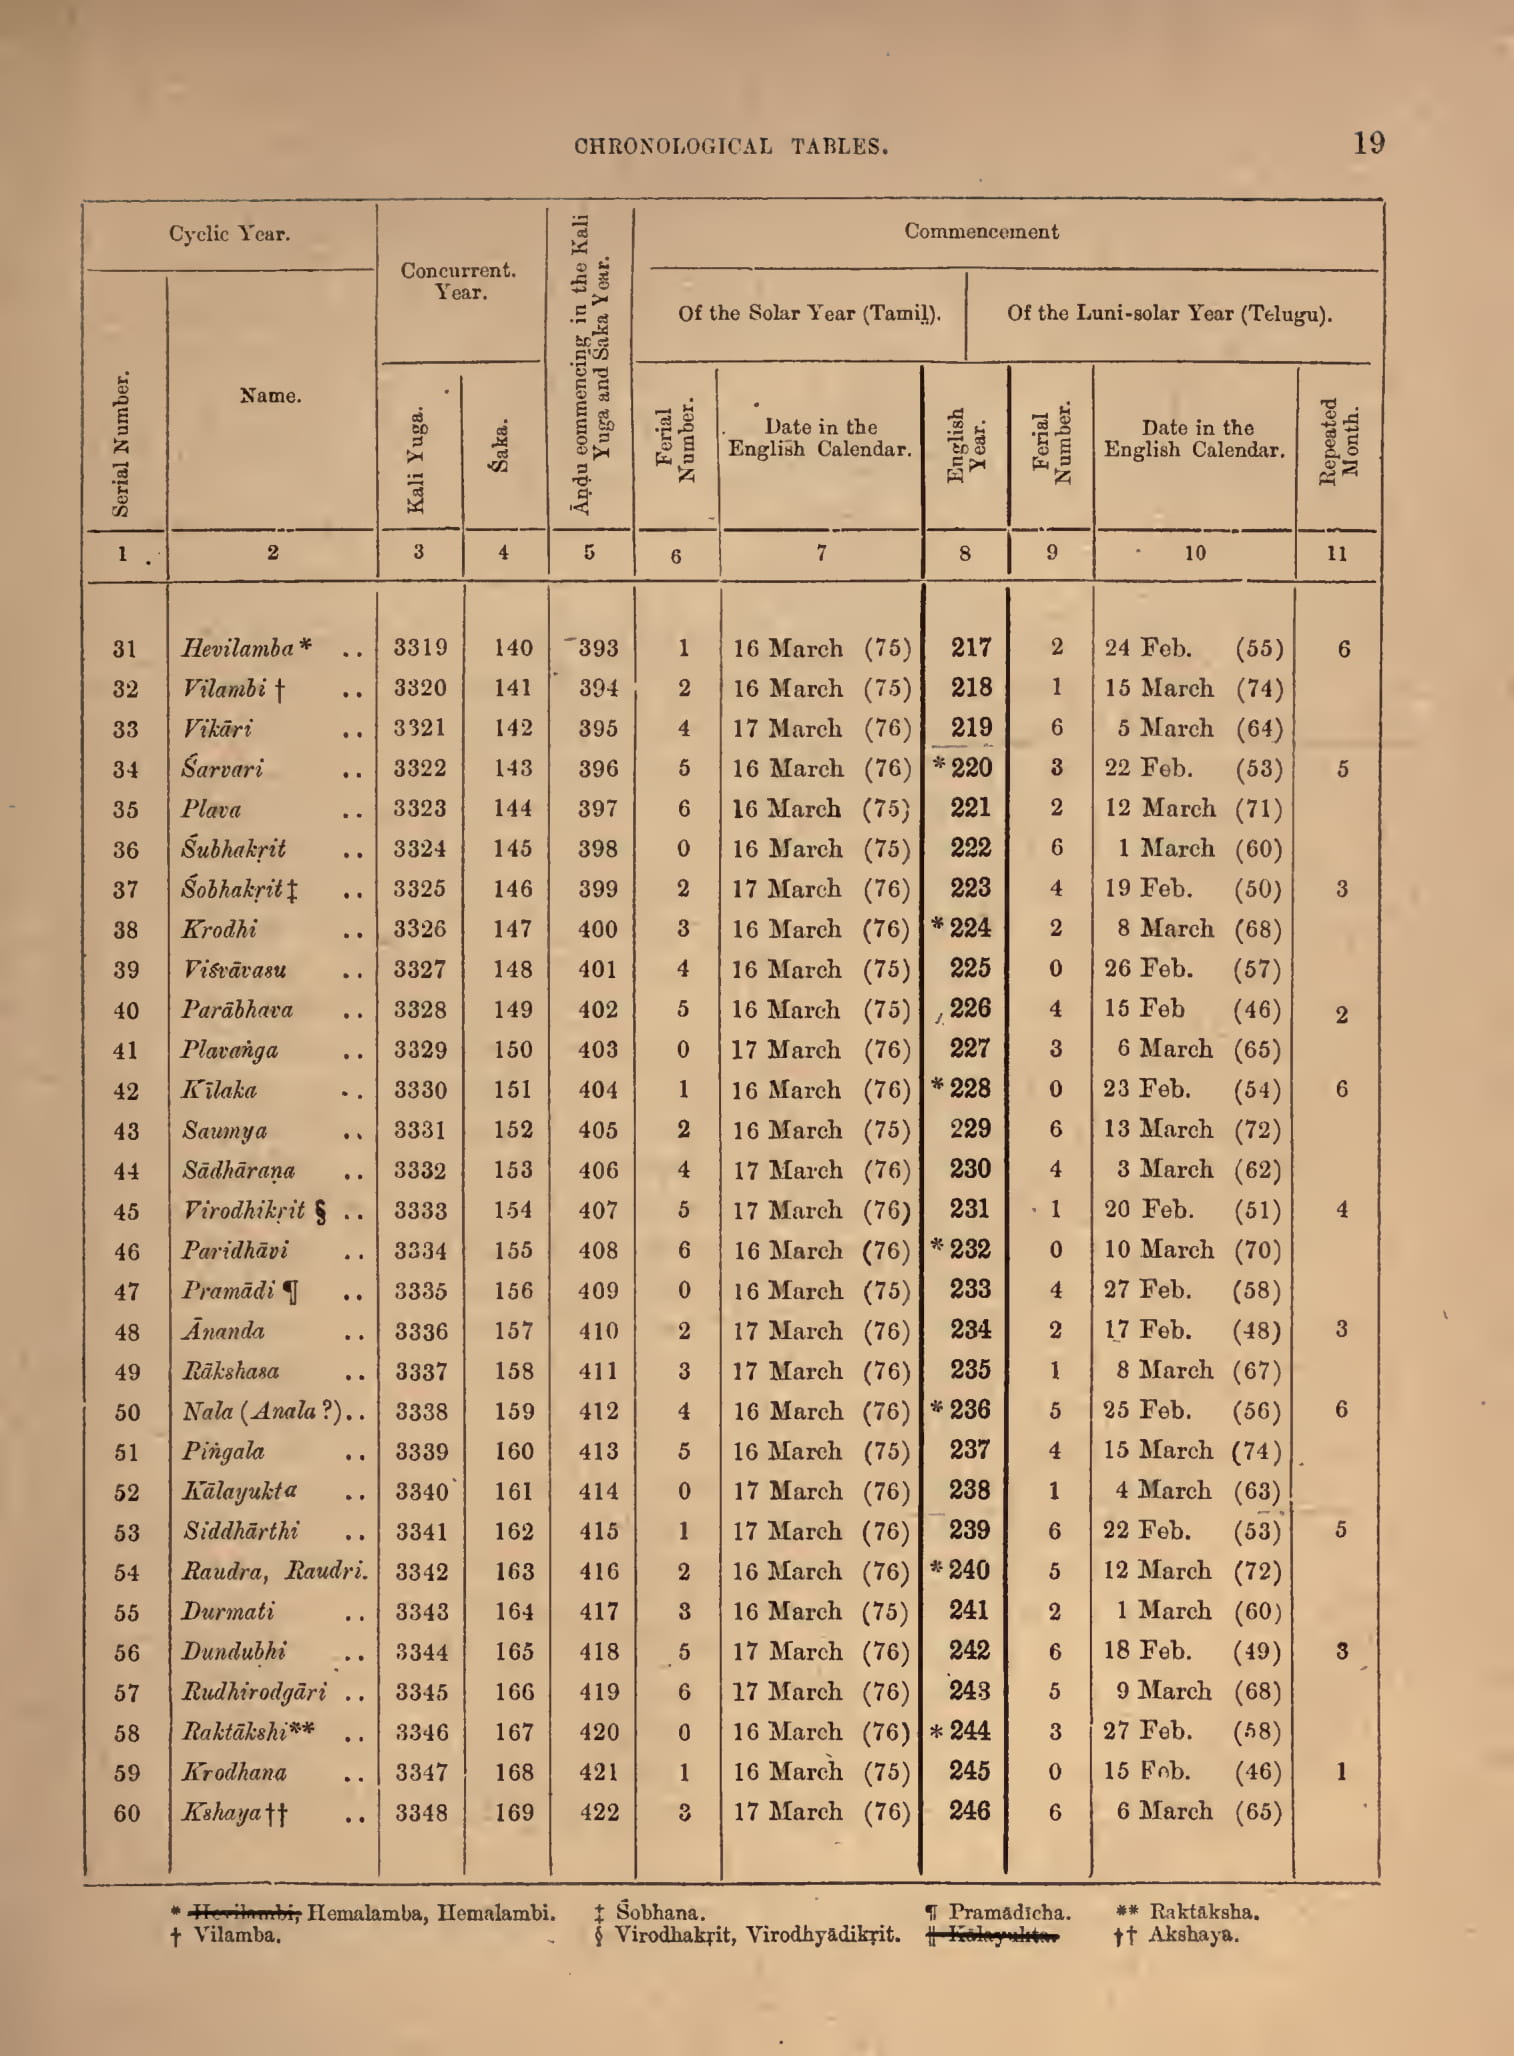 CHRONOLOGICAL TABLES.
19
Cyclic Year.
Concurrent. Year.
Āṇḍu commencing in the Kali Yuga and Śaka Year.
Commencement
Of the Solar Year (Tamiḻ).
Of the Luni-solar Year (Telugu).
Serial Number.
Name.
Kali Yuga.
Śaka.
Ferial Number.
Date in the English Calendar.
English Year.
Ferial Number.
Date in the English Calendar.
Repeated Month.
1 2 3 4 5 6 7 8 9 10 11
31 Hevilamba * .. 3319 140 393 1 16 March (75) 217 2 24 Feb. (55) 6
32 Vilambi † .. 3320 141 394 2 16 March (75) 218 1 15 March (74)
33 Vikāri .. 3321 142 395 4 17 March (76) 219 6 5 March (64)
34 Śarvari .. 3322 143 396 5 16 March (76) *220 3 22 Feb. (53) 5
35 Plava .. 3323 144 397 6 16 March (75) 221 2 12 March (71)
36 Śubhakṛit .. 3324 145 398 0 16 March (75) 222 6 1 March (60)
37 Śobhakṛit ‡ .. 3325 146 399 2 17 March (76) 223 4 19 Feb. (50) 3
38 Krodhi .. 3326 147 400 3 16 March (76) *224 2 8 March (68)
39 Viśvāvasu .. 3327 148 401 4 16 March (75) 225 0 26 Feb. (57)
40 Parābhava .. 3328 149 402 5 16 March (75) 226 4 15 Feb (46) 2
41 Plavaṅga .. 3329 150 403 0 17 March (76) 227 3 6 March (65)
42 Kīlaka .. 3330 151 404 1 16 March (76) *228 0 23 Feb. (54) 6
43 Saumya .. 3331 152 405 2 16 March (75) 229 6 13 March (72)
44 Sādhāraṇa .. 3332 153 406 4 17 March (76) 230 4 3 March (62)
45 Virodhikṛit § .. 3333 154 407 5 17 March (76) 231 1 20 Feb. (51) 4
46 Paridhāvi .. 3334 155 408 6 16 March (76) *232 0 10 March (70)
47 Pramādi ¶ .. 3335 156 409 0 16 March (75) 233 4 27 Feb. (58)
48 Ānanda .. 3336 157 410 2 17 March (76) 234 2 17 Feb. (48) 3
49 Rākshasa .. 3337 158 411 3 17 March (76) 235 1 8 March (67)
50 Nala (Anala ?).. 3338 159 412 4 16 March (76) *236 5 25 Feb. (56) 6
51 Piṅgala .. 3339 160 413 5 16 March (75) 237 4 15 March (74)
52 Kālayukta .. 3340 161 414 0 17 March (76) 238 1 4 March (63)
53 Siddhārthi .. 3341 162 415 1 17 March (76) 239 6 22 Feb. (53) 5
54 Raudra, Raudri. 3342 163 416 2 16 March (76) *240 5 12 March (72)
55 Durmati .. 3343 164 417 3 16 March (75) 241 2 1 March (60)
56 Dundubhi .. 3344 165 418 5 17 March (76) 242 6 18 Feb. (49) 3
57 Rudhirodgāri .. 3345 166 419 6 17 March (76) 243 5 9 March (68)
58 Raktākshi** .. 3346 167 420 0 16 March (76) *244 3 27 Feb. (58)
59 Krodhana .. 3347 168 421 1 16 March (75) 245 0 15 Feb. (46) 1
60 Kshaya†† .. 3348 169 422 3 17 March (76) 246 6 6 March (65)
* Hevilambi, Hemalamba, Hemalambi. ‡ Śobhana. ¶ Pramādīcha. ** Raktāksha.
† Vilamba. § Virodhakṛit, Virodhyādikṛit. ‖ Kālayukta. †† Akshaya.